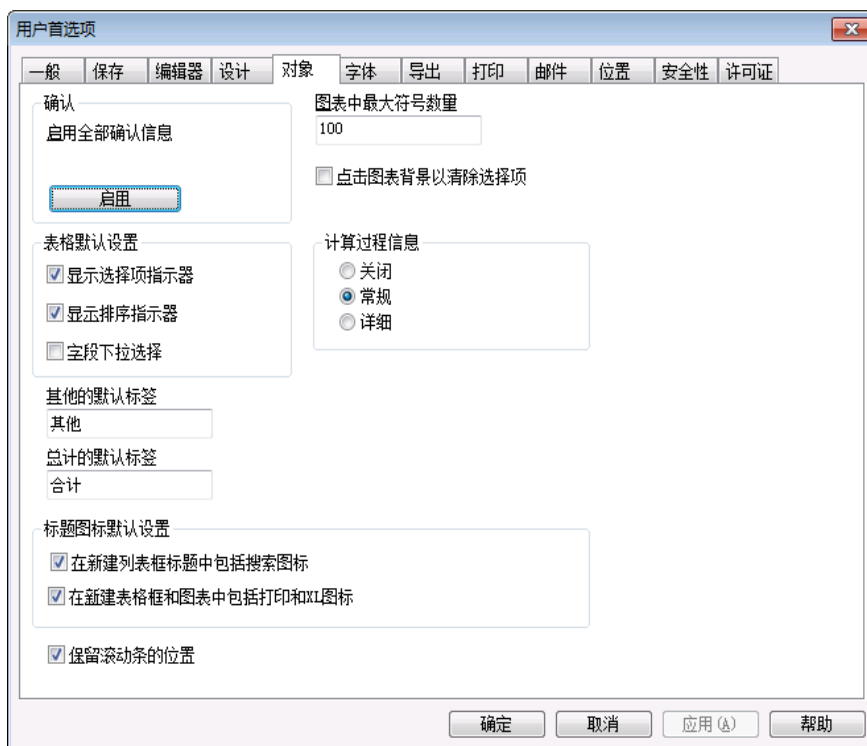 用户首选项
一般 保存 编辑器 设计 对象 字体 导出 打印 邮件 位置 安全性 许可证
确认
启用全部确认信息
启用
图表中最大符号数量
100
点击图表背景以清除选择项
表格默认设置
显示选择项指示器
显示排序指示器
字段下拉选择
计算过程信息
关闭
常规
详细
其他的默认标签
其他
总计的默认标签
合计
标题图标默认设置
在新建列表框标题中包括搜索图标
在新建表格框和图表中包括打印和XL图标
保留滚动条的位置
确定 取消 应用(A) 帮助